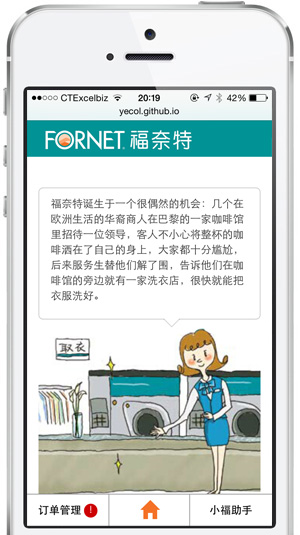 CTExcelbiz 20:19 42%
yecol.github.io
FORNET 福奈特
福奈特诞生于一个很偶然的机会：几个在
欧洲生活的华裔商人在巴黎的一家咖啡馆
里招待一位领导，客人不小心将整杯的咖
啡洒在了自己的身上，大家都十分尴尬，
后来服务生替他们解了围，告诉他们在咖
啡馆的旁边就有一家洗衣店，很快就能把
衣服洗好。
取衣
订单管理 ! 小福助手